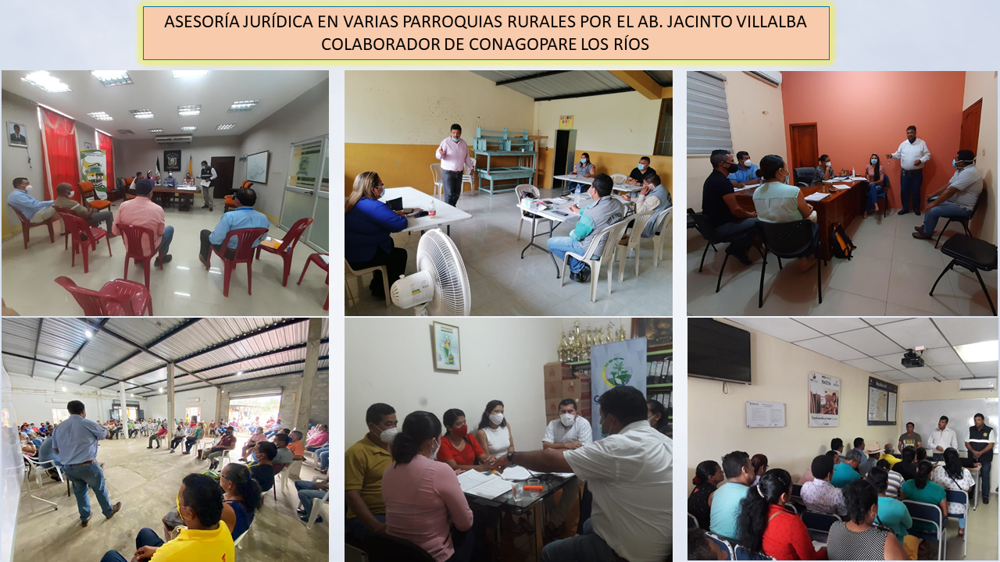 ASESORÍA JURÍDICA EN VARIAS PARROQUIAS RURALES POR EL AB. JACINTO VILLALBA
COLABORADOR DE CONAGOPARE LOS RÍOS